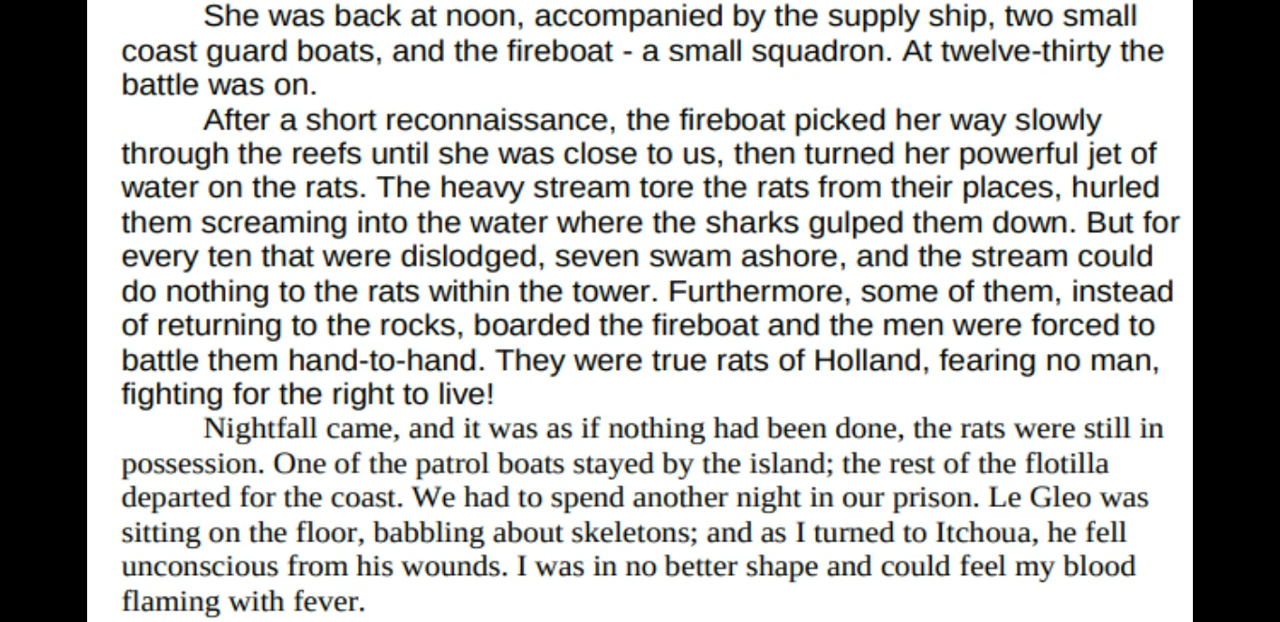 She was back at noon, accompanied by the supply ship, two small
coast guard boats, and the fireboat - a small squadron. At twelve-thirty the
battle was on.
After a short reconnaissance, the fireboat picked her way slowly
through the reefs until she was close to us, then turned her powerful jet of
water on the rats. The heavy stream tore the rats from their places, hurled
them screaming into the water where the sharks gulped them down. But for
every ten that were dislodged, seven swam ashore, and the stream could
do nothing to the rats within the tower. Furthermore, some of them, instead
of returning to the rocks, boarded the fireboat and the men were forced to
battle them hand-to-hand. They were true rats of Holland, fearing no man,
fighting for the right to live!
Nightfall came, and it was as if nothing had been done, the rats were still in
possession. One of the patrol boats stayed by the island; the rest of the flotilla
departed for the coast. We had to spend another night in our prison. Le Gleo was
sitting on the floor, babbling about skeletons; and as I turned to Itchoua, he fell
unconscious from his wounds. I was in no better shape and could feel my blood
flaming with fever.